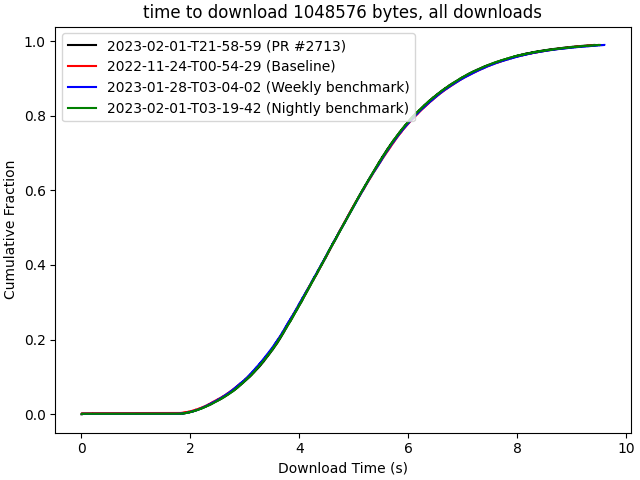 time to download 1048576 bytes, all downloads
1.0
0.8
0.6
0.4
0.2
0.0
Cumulative Fraction
2023-02-01-T21-58-59 (PR #2713)
2022-11-24-T00-54-29 (Baseline)
2023-01-28-T03-04-02 (Weekly benchmark)
2023-02-01-T03-19-42 (Nightly benchmark)
0 2 4 6 8 10
Download Time (s)